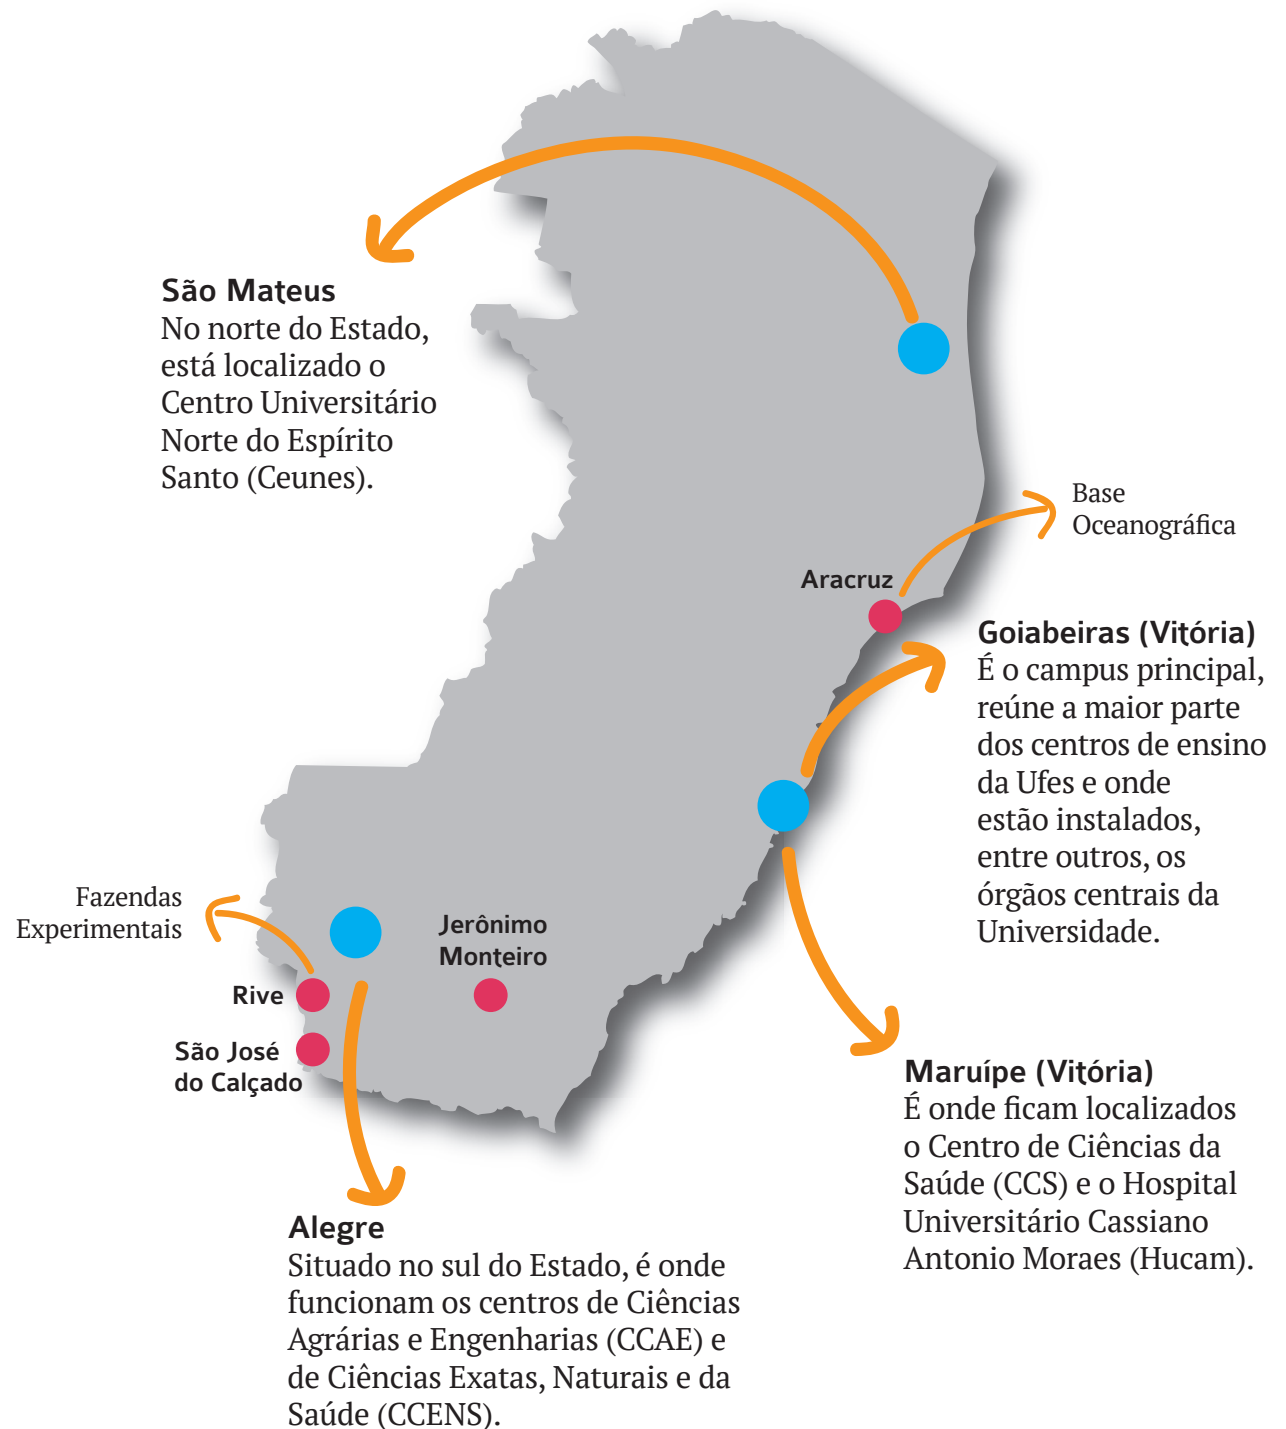 São Mateus
No norte do Estado,
está localizado o
Centro Universitário
Norte do Espírito
Santo (Ceunes).
Base
Oceanográfica
Aracruz
Goiabeiras (Vitória)
É o campus principal,
reúne a maior parte
dos centros de ensino
da Ufes e onde
estão instalados,
entre outros, os
órgãos centrais da
Universidade.
Fazendas
Experimentais
Jerônimo
Monteiro
Rive
São José
do Calçado
Maruípe (Vitória)
É onde ficam localizados
o Centro de Ciências da
Saúde (CCS) e o Hospital
Universitário Cassiano
Antonio Moraes (Hucam).
Alegre
Situado no sul do Estado, é onde
funcionam os centros de Ciências
Agrárias e Engenharias (CCAE) e
de Ciências Exatas, Naturais e da
Saúde (CCENS).